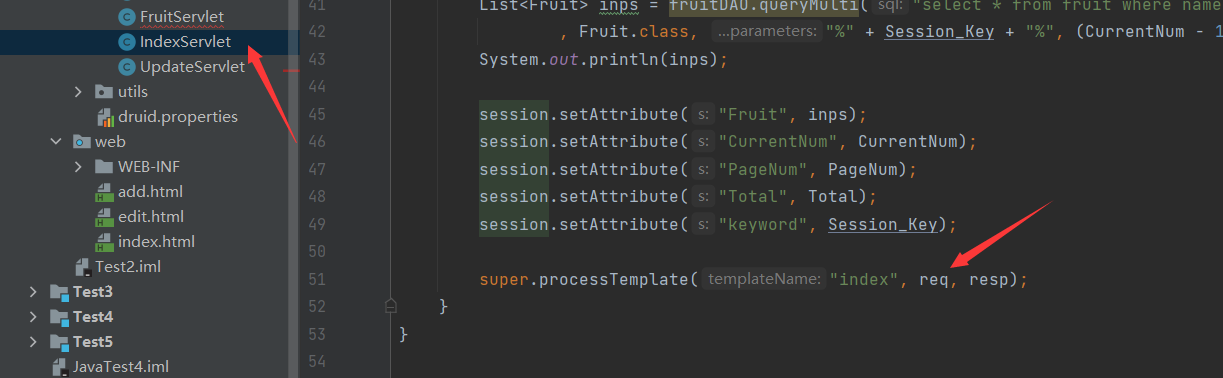 FruitServlet
IndexServlet
UpdateServlet
utils
druid.properties
web
WEB-INF
add.html
edit.html
index.html
Test2.iml
Test3
Test4
Test5
JavaTest4.iml
41 List<Fruit> inps = fruitDAO.queryMulti( sql: "select * from fruit where name
42 , Fruit.class, ...parameters: "%" + Session_Key + "%", (CurrentNum - 1
43 System.out.println(inps);
44
45 session.setAttribute( s: "Fruit", inps);
46 session.setAttribute( s: "CurrentNum", CurrentNum);
47 session.setAttribute( s: "PageNum", PageNum);
48 session.setAttribute( s: "Total", Total);
49 session.setAttribute( s: "keyword", Session_Key);
50
51 super.processTemplate( templateName: "index", req, resp);
52 }
53 }
54